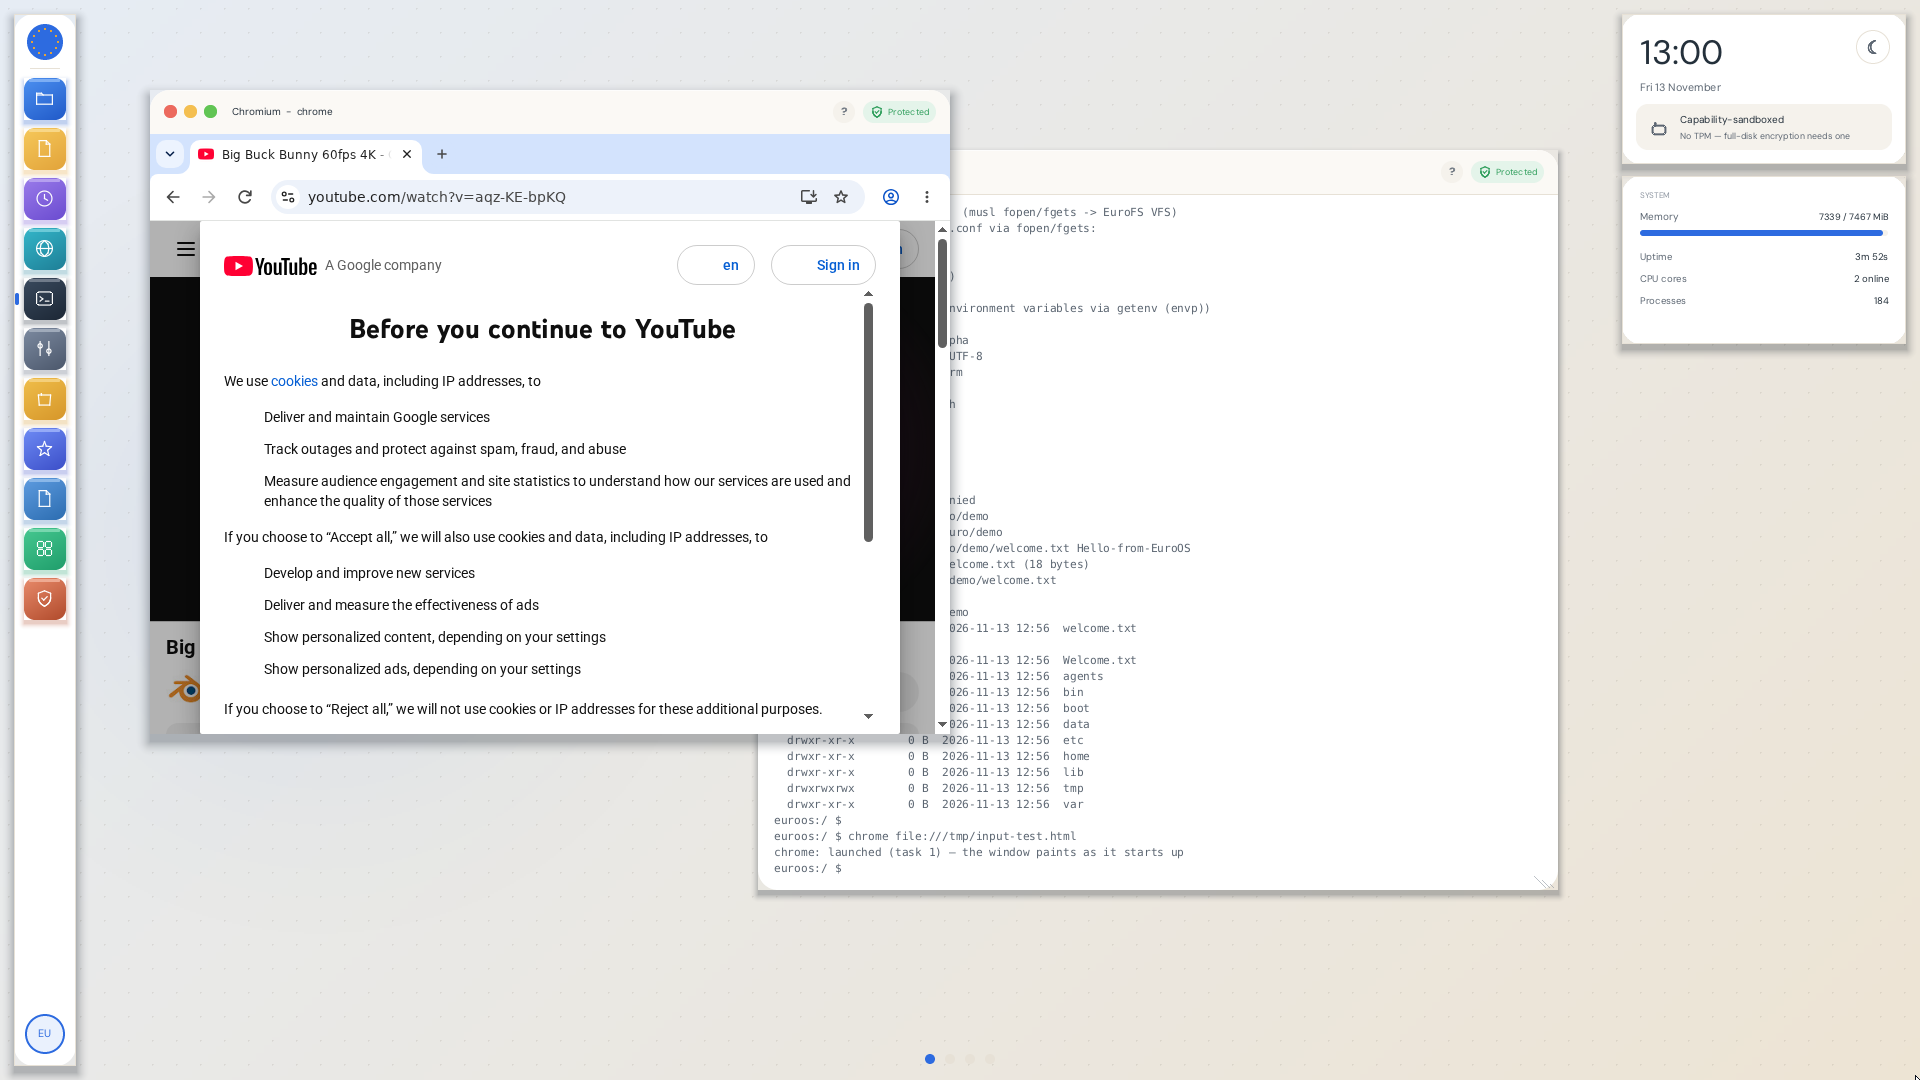 Chromium - chrome
?
Protected
Big Buck Bunny 60fps 4K -
youtube.com/watch?v=aqz-KE-bpKQ
YouTube
A Google company
en
Sign in
Before you continue to YouTube
We use cookies and data, including IP addresses, to
Deliver and maintain Google services
Track outages and protect against spam, fraud, and abuse
Measure audience engagement and site statistics to understand how our services are used and
enhance the quality of those services
If you choose to “Accept all,” we will also use cookies and data, including IP addresses, to
Develop and improve new services
Deliver and measure the effectiveness of ads
Show personalized content, depending on your settings
Show personalized ads, depending on your settings
If you choose to “Reject all,” we will not use cookies or IP addresses for these additional purposes.
Big
?
Protected
(musl fopen/fgets -> EuroFS VFS)
.conf via fopen/fgets:
)
nvironment variables via getenv (envp))
pha
UTF-8
rm
h
nied
o/demo
uro/demo
o/demo/welcome.txt Hello-from-EuroOS
elcome.txt (18 bytes)
demo/welcome.txt
emo
026-11-13 12:56 welcome.txt
026-11-13 12:56 Welcome.txt
026-11-13 12:56 agents
026-11-13 12:56 bin
026-11-13 12:56 boot
026-11-13 12:56 data
drwxr-xr-x 0 B 2026-11-13 12:56 etc
drwxr-xr-x 0 B 2026-11-13 12:56 home
drwxr-xr-x 0 B 2026-11-13 12:56 lib
drwxrwxrwx 0 B 2026-11-13 12:56 tmp
drwxr-xr-x 0 B 2026-11-13 12:56 var
euroos:/ $
euroos:/ $ chrome file:///tmp/input-test.html
chrome: launched (task 1) — the window paints as it starts up
euroos:/ $
13:00
Fri 13 November
Capability-sandboxed
No TPM — full-disk encryption needs one
SYSTEM
Memory 7339 / 7467 MiB
Uptime 3m 52s
CPU cores 2 online
Processes 184
EU